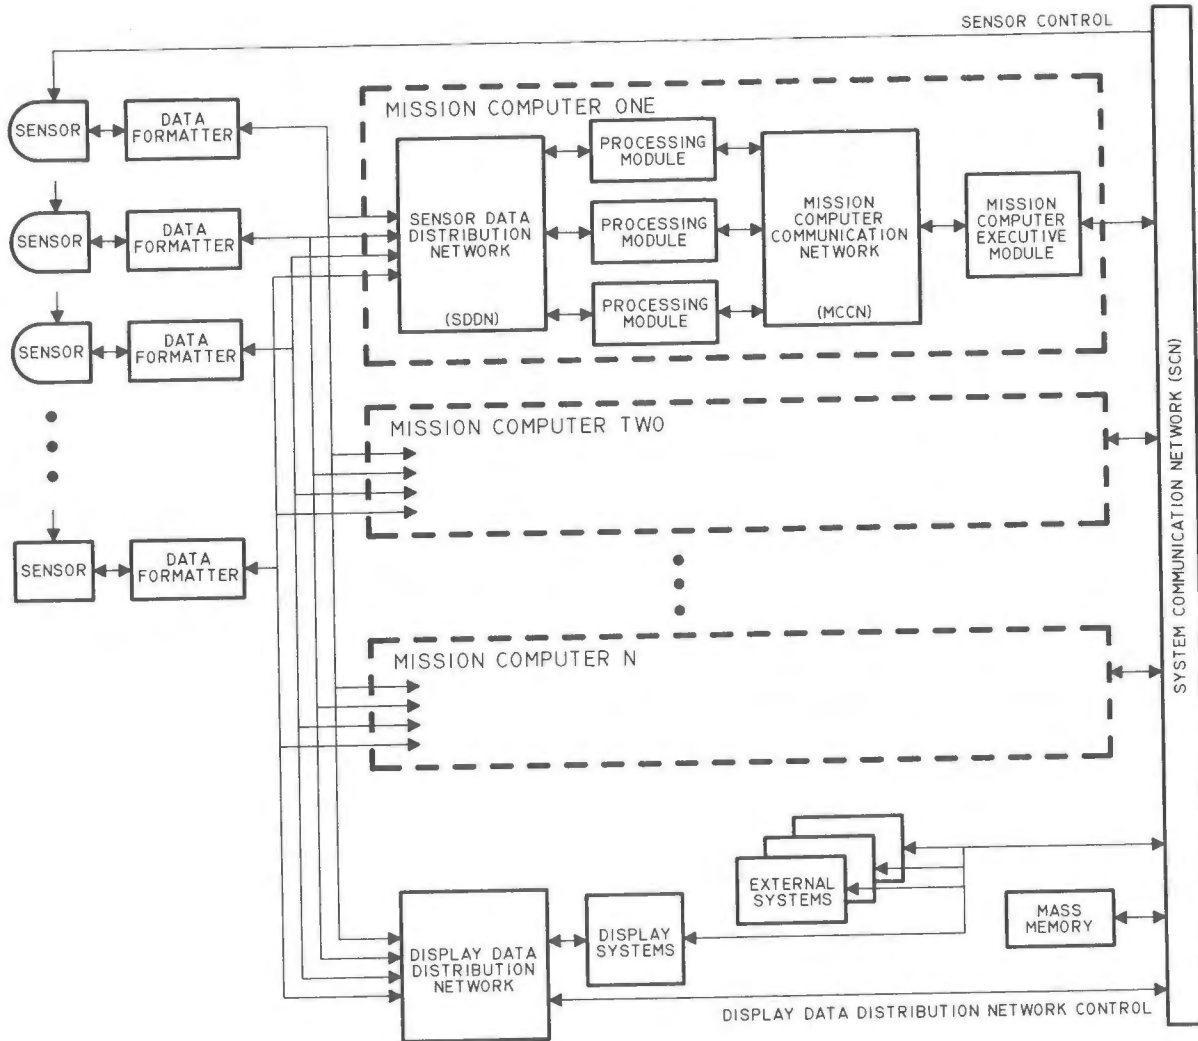 SENSOR CONTROL
MISSION COMPUTER ONE
SENSOR
DATA
FORMATTER
SENSOR
DATA
FORMATTER
SENSOR
DATA
FORMATTER
SENSOR
DATA
FORMATTER
SENSOR DATA
DISTRIBUTION
NETWORK
(SDDN)
PROCESSING
MODULE
PROCESSING
MODULE
PROCESSING
MODULE
MISSION
COMPUTER
COMMUNICATION
NETWORK
(MCCN)
MISSION
COMPUTER
EXECUTIVE
MODULE
MISSION COMPUTER TWO
MISSION COMPUTER N
SYSTEM COMMUNICATION NETWORK (SCN)
EXTERNAL
SYSTEMS
MASS
MEMORY
DISPLAY
SYSTEMS
DISPLAY DATA
DISTRIBUTION
NETWORK
DISPLAY DATA DISTRIBUTION NETWORK CONTROL